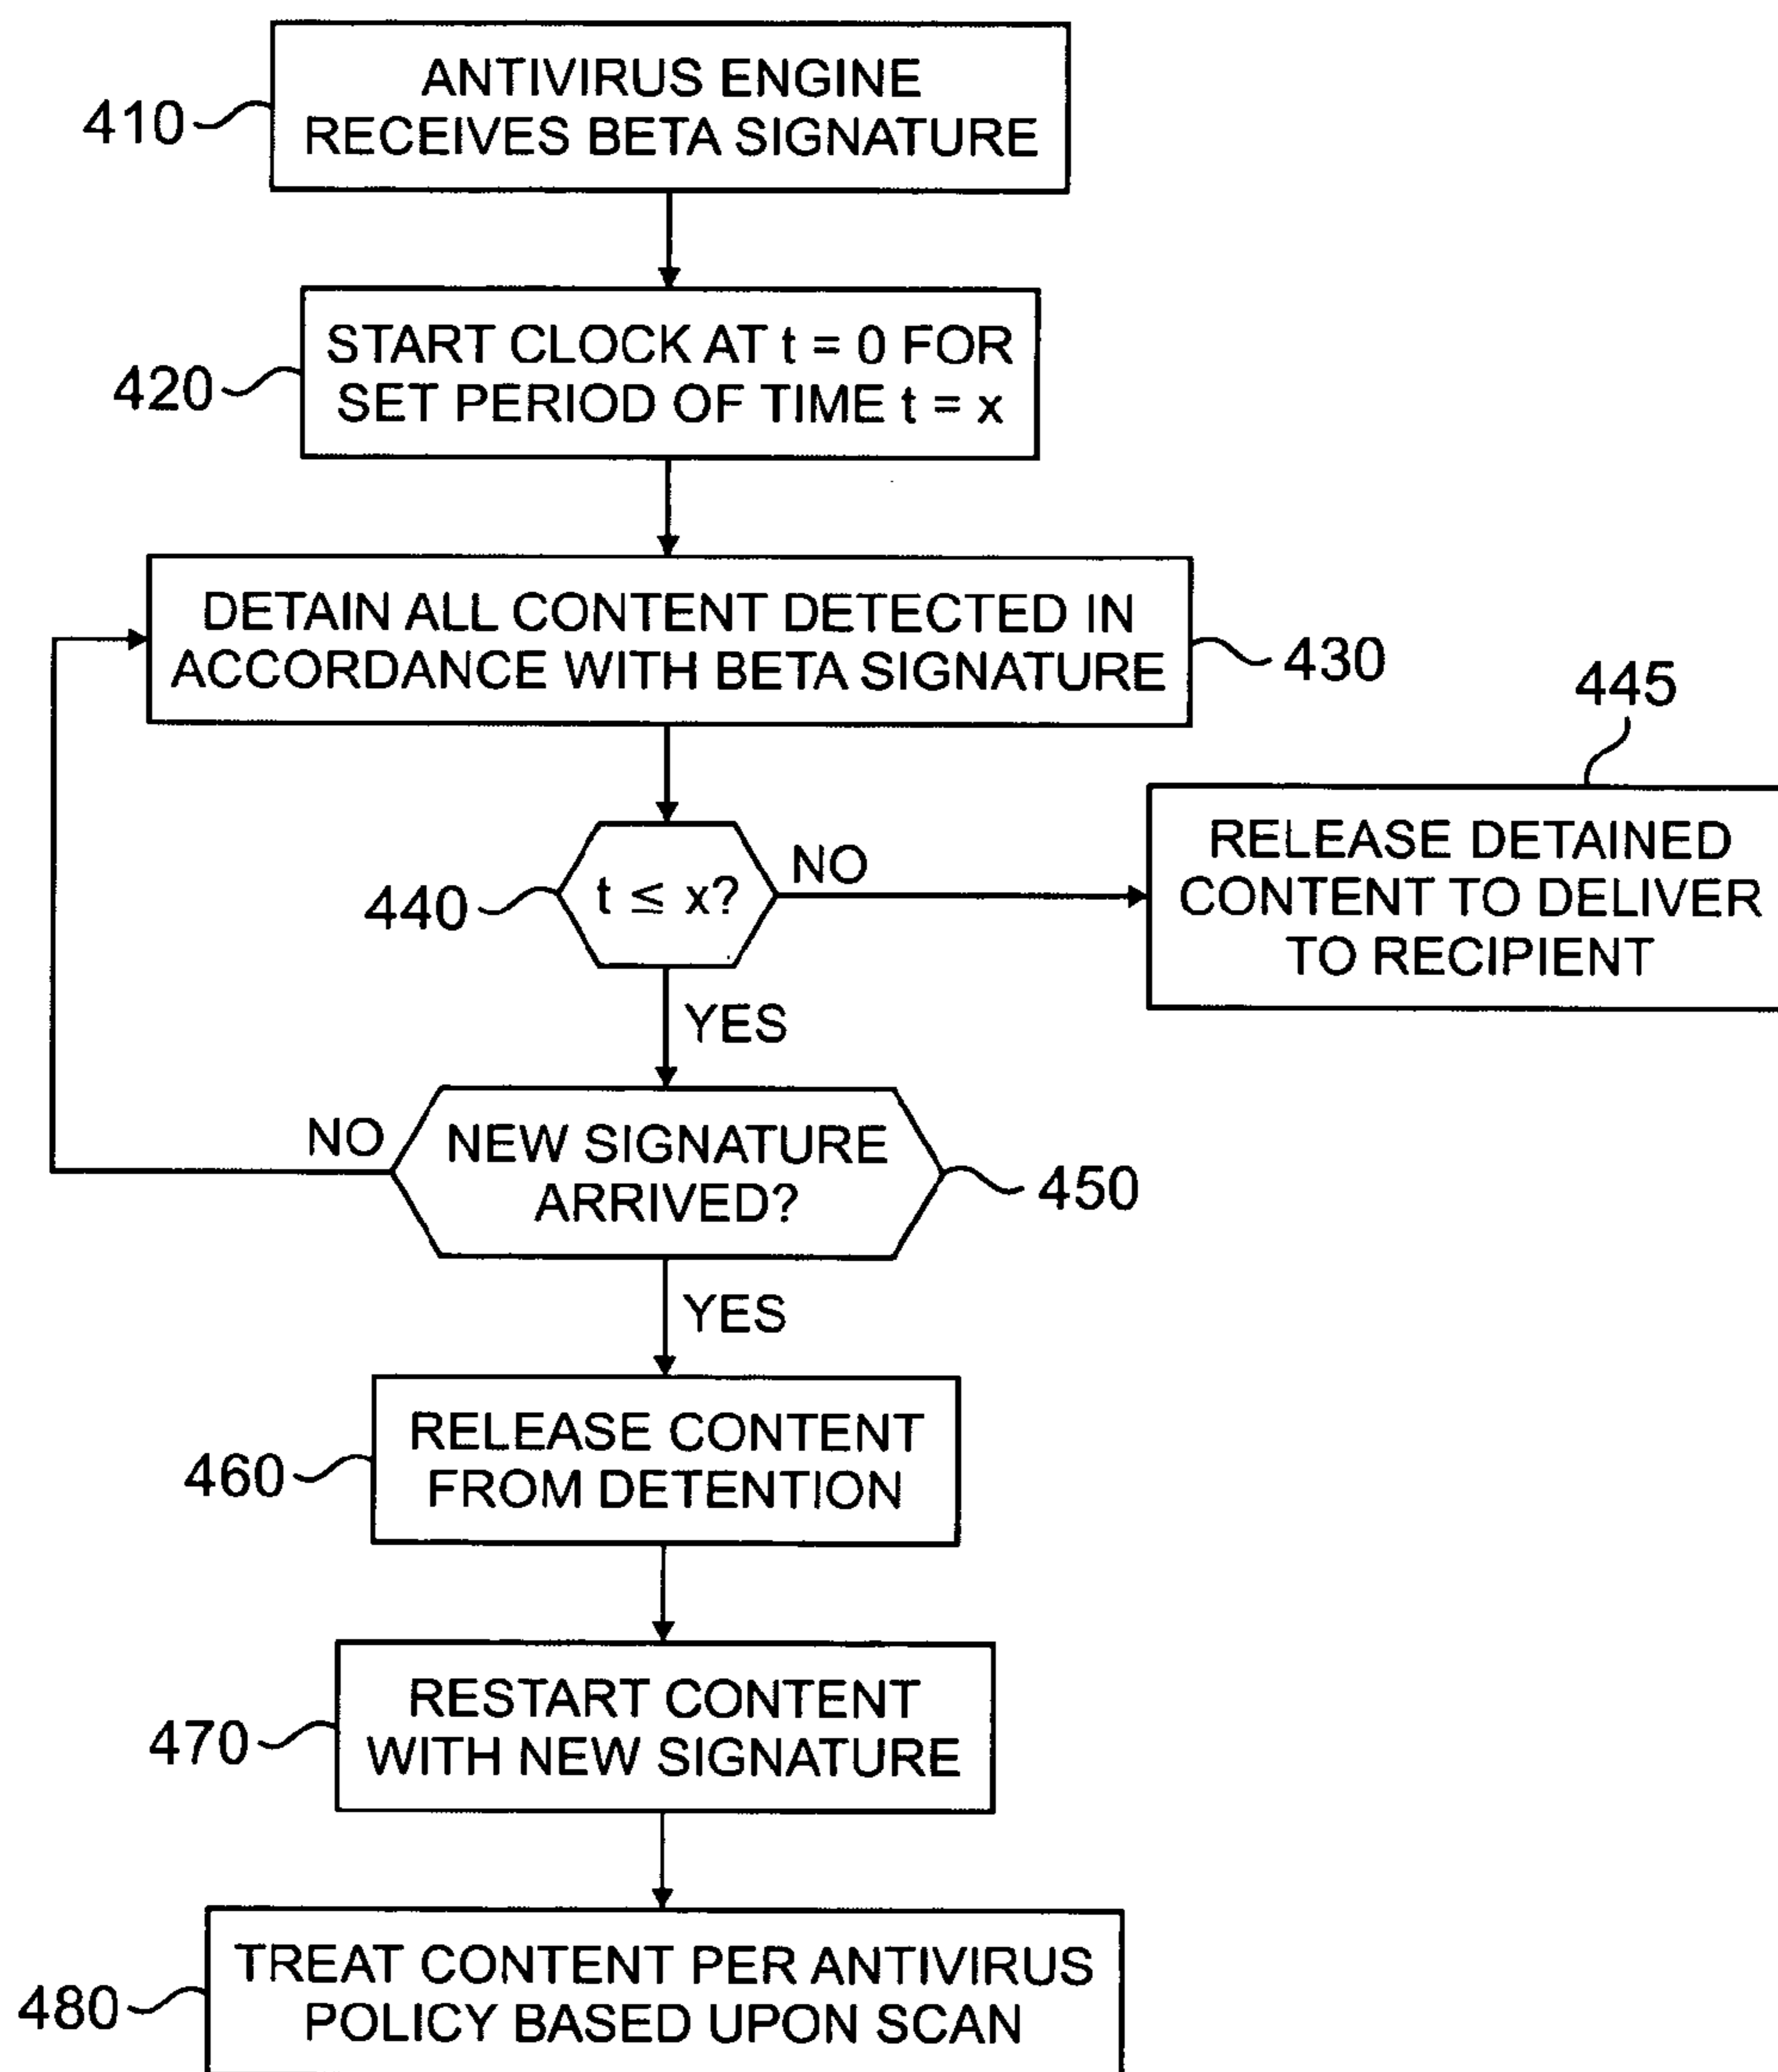 ANTIVIRUS ENGINE
RECEIVES BETA SIGNATURE
410
START CLOCK AT t = 0 FOR
SET PERIOD OF TIME t = x
420
DETAIN ALL CONTENT DETECTED IN
ACCORDANCE WITH BETA SIGNATURE
430
445
RELEASE DETAINED
CONTENT TO DELIVER
TO RECIPIENT
440
t ≤ x?
NO
YES
NO
NEW SIGNATURE
ARRIVED?
450
YES
RELEASE CONTENT
FROM DETENTION
460
RESTART CONTENT
WITH NEW SIGNATURE
470
TREAT CONTENT PER ANTIVIRUS
POLICY BASED UPON SCAN
480